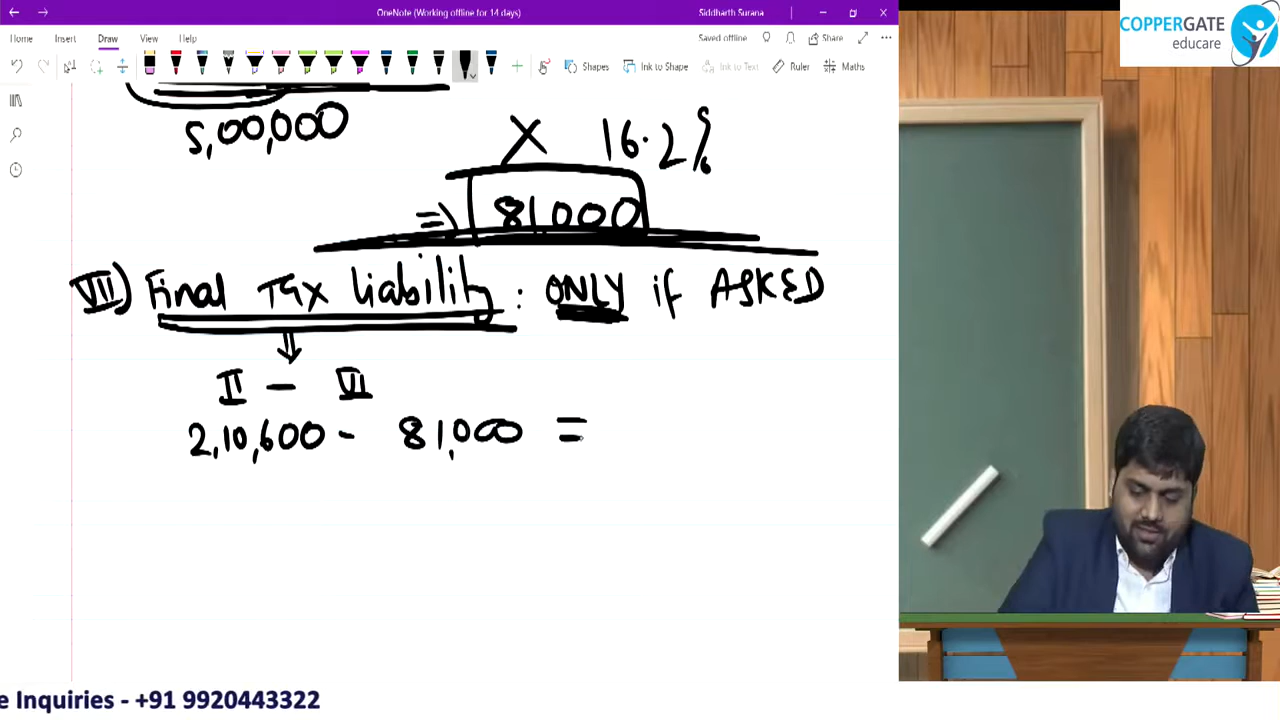 OneNote (Working offline for 14 days)
Siddharth Surana
COPPERGATE
educare
Home Insert Draw View Help
Saved offline
Share
Shapes
Ink to Shape
Ink to Text
Ruler
Maths
5,00,000
X 16.2%
=) 81,000
VII) Final Tax liability : ONLY if ASKED
II - VI
2,10,600 - 81,000 =
e Inquiries - +91 9920443322